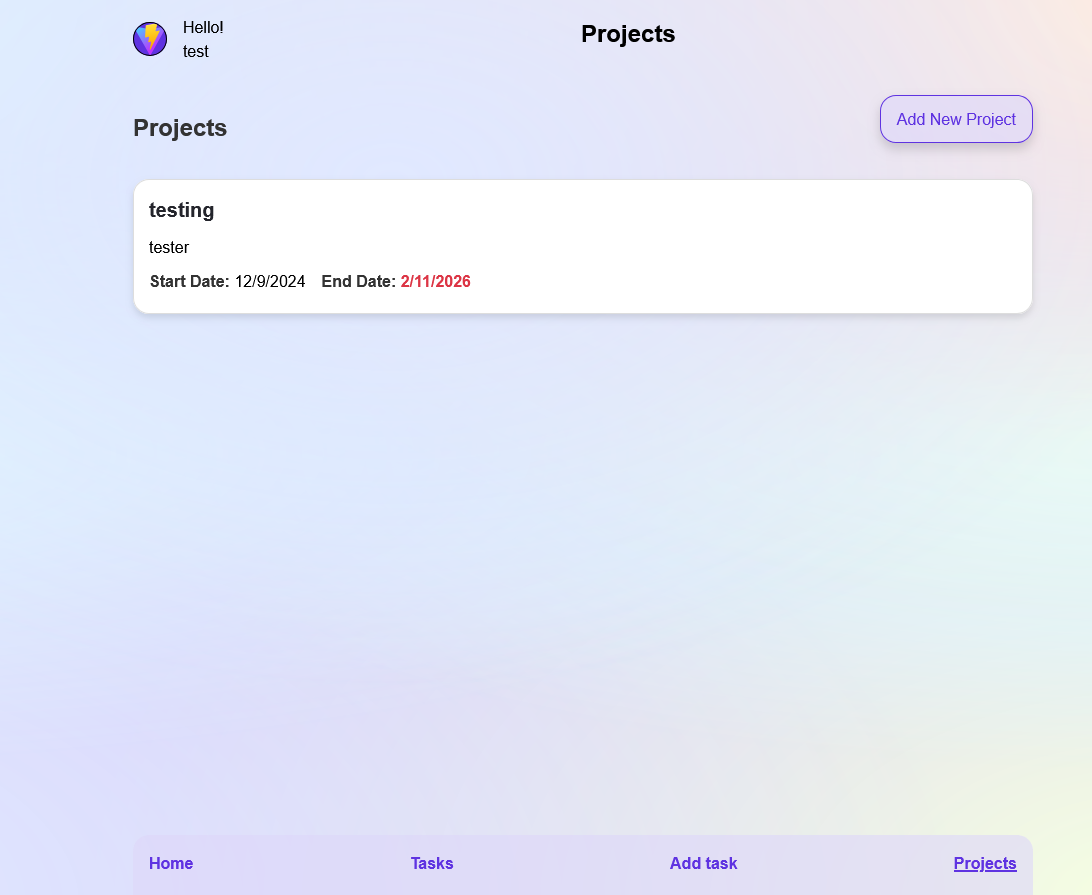 Hello!
test
Projects
Projects
Add New Project
testing
tester
Start Date: 12/9/2024 End Date: 2/11/2026
Home Tasks Add task Projects